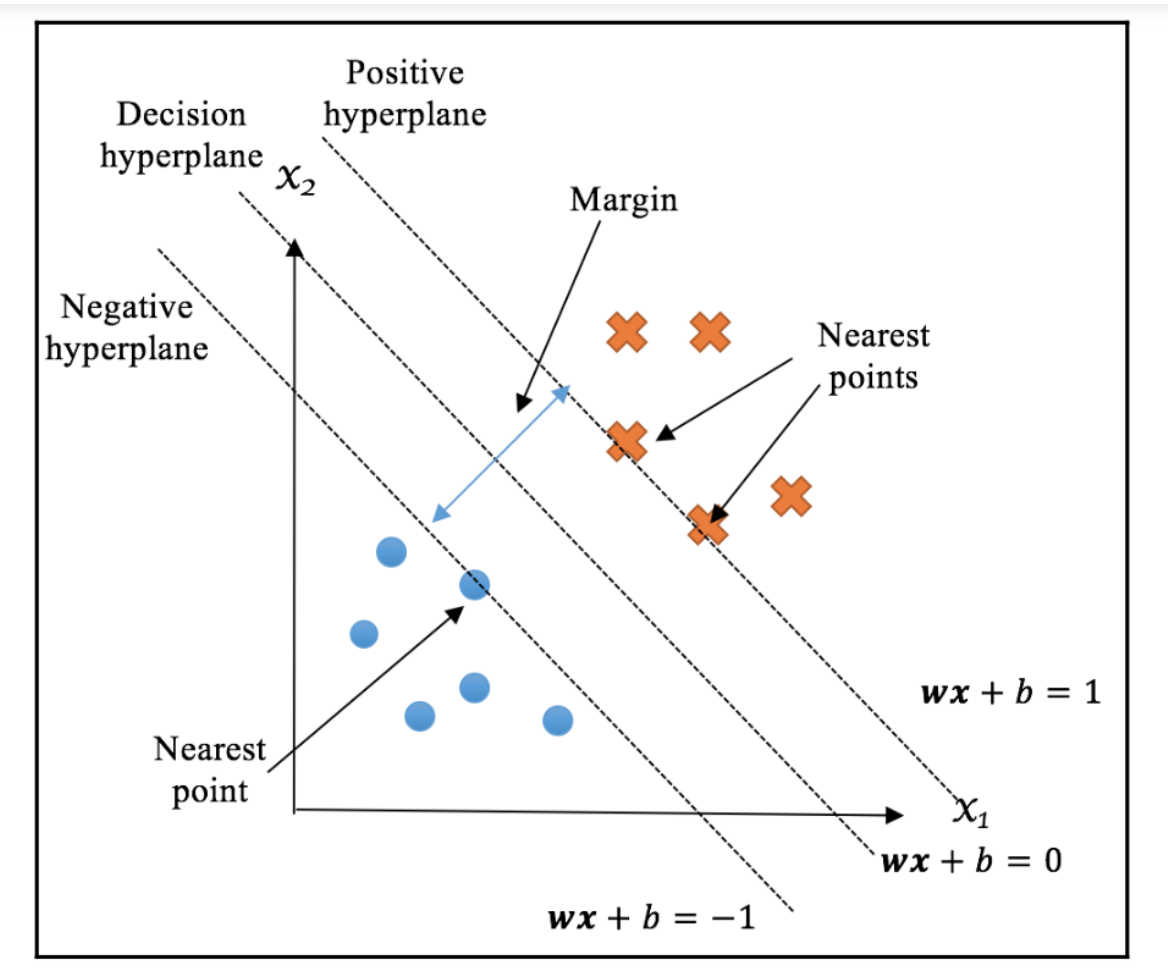 Positive
hyperplane
Decision
hyperplane
x₂
Margin
Negative
hyperplane
Nearest
points
wx + b = 1
Nearest
point
x₁
wx + b = 0
wx + b = −1